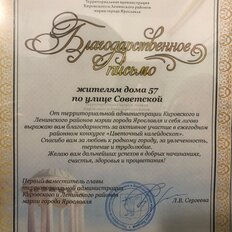 Территориальная администрация
Кировского и Ленинского районов
мэрии города Ярославля
Благодарственное
письмо
жителям дома 57
по улице Советской
От территориальной администрации Кировского и
Ленинского районов мэрии города Ярославля и себя лично
выражаю вам благодарность за активное участие в ежегодном
районном конкурсе «Цветочный калейдоскоп».
Спасибо вам за любовь к родному городу, за увлеченность,
терпение и трудолюбие.
Желаю вам дальнейших успехов в добрых начинаниях,
счастья, здоровья и процветания!
Первый заместитель главы
территориальной администрации
Кировского и Ленинского районов
мэрии города Ярославля
Л.В. Сергеева